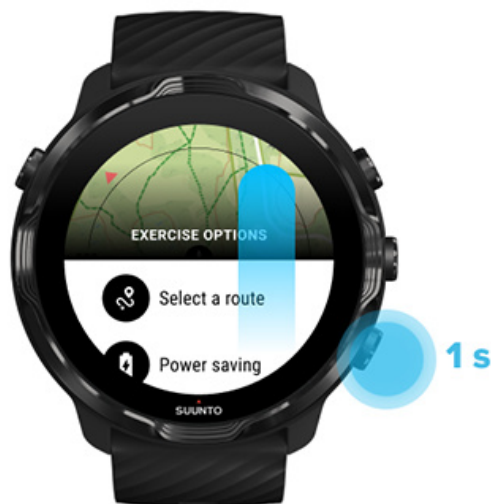 EXERCISE OPTIONS
Select a route
1 s
Power saving
SUUNTO